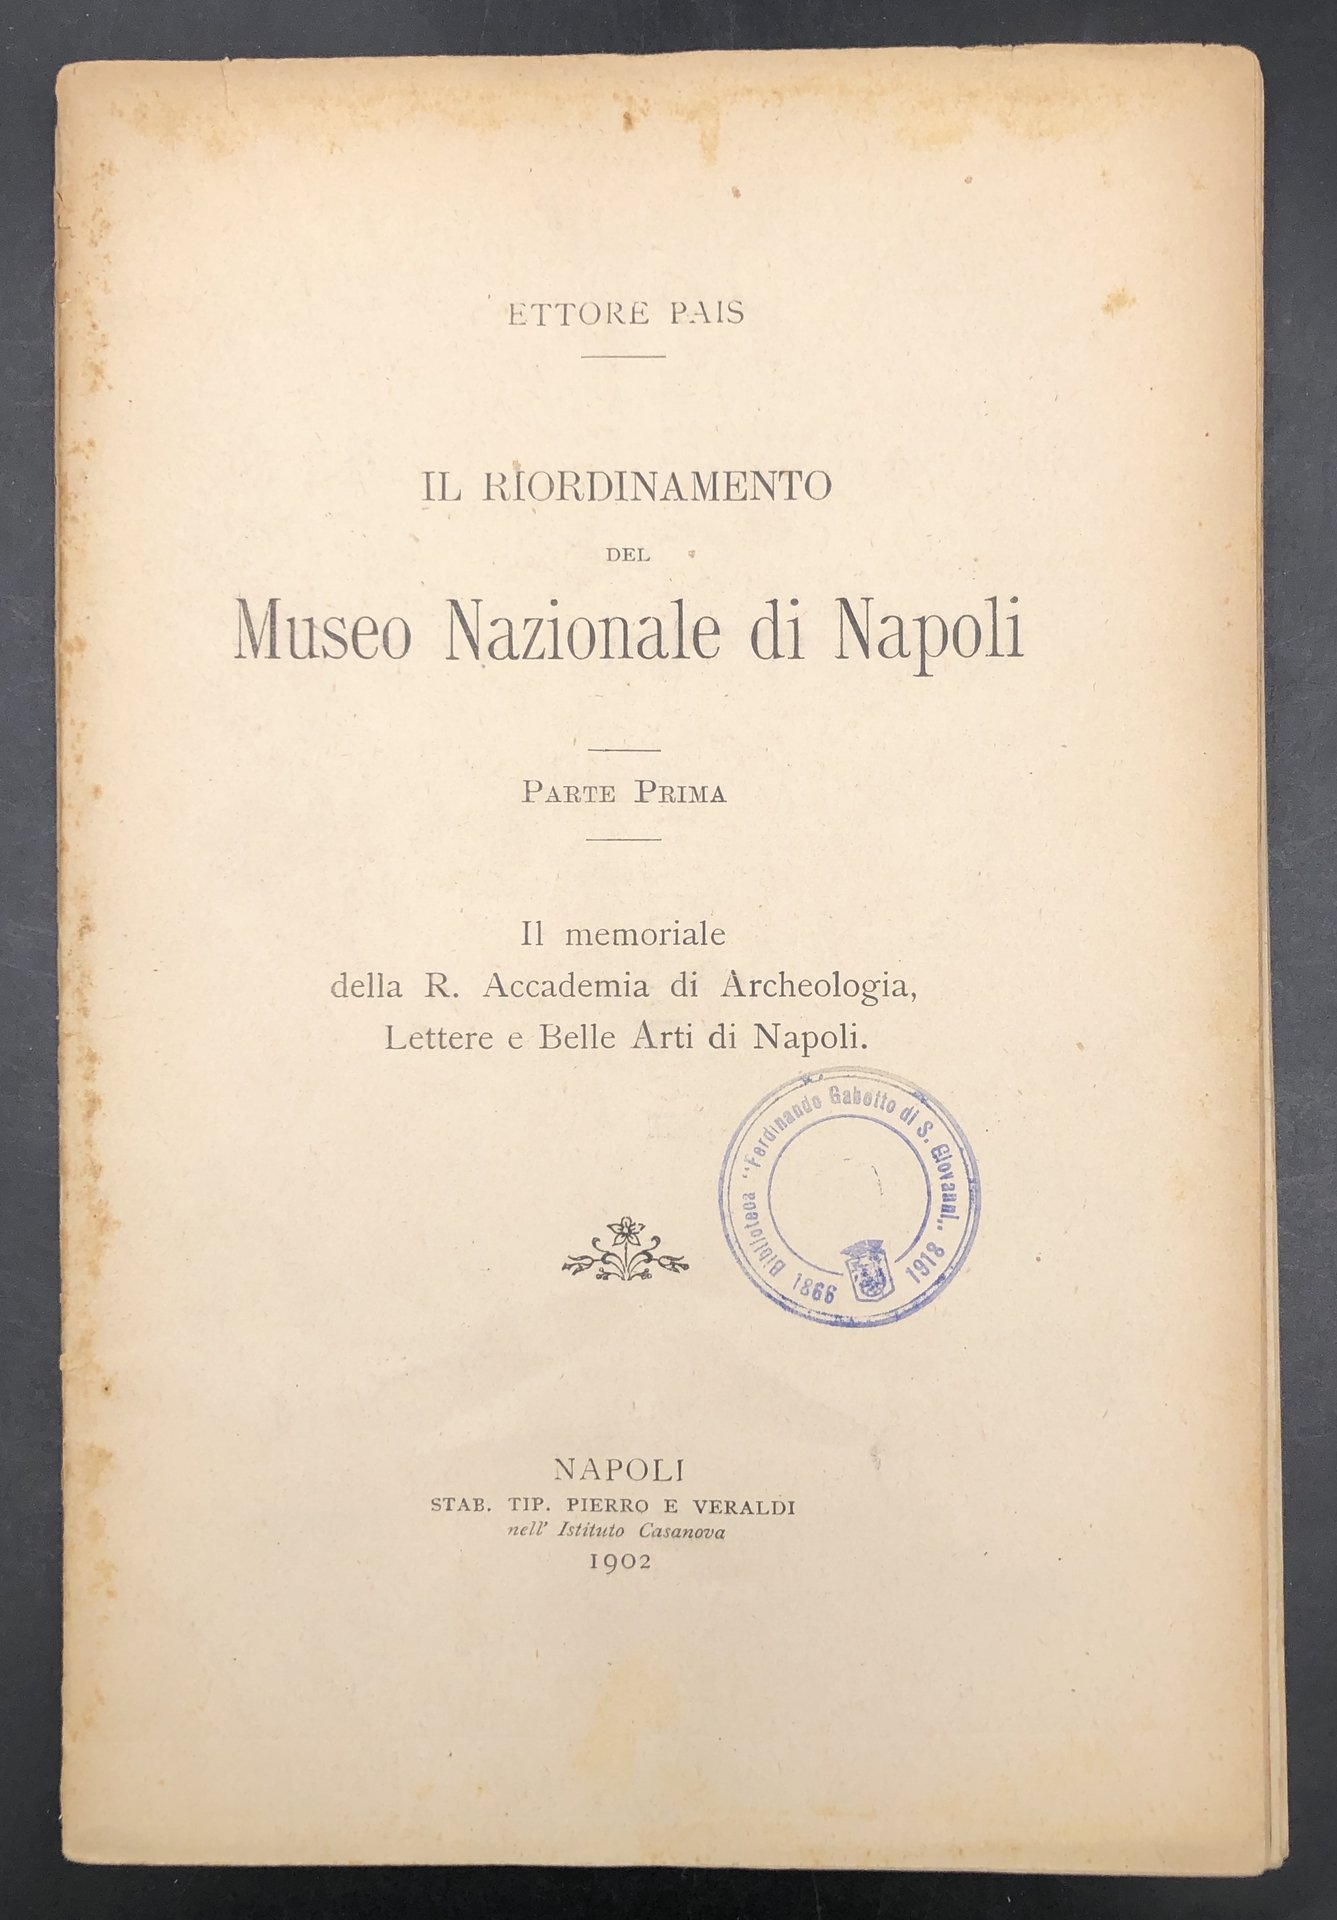 ETTORE PAIS
IL RIORDINAMENTO
DEL
Museo Nazionale di Napoli
PARTE PRIMA
Il memoriale
della R. Accademia di Archeologia,
Lettere e Belle Arti di Napoli.
Biblioteca "Ferdinando Gabotto di S. Giovanni„
1866 1918
NAPOLI
STAB. TIP. PIERRO E VERALDI
nell' Istituto Casanova
1902